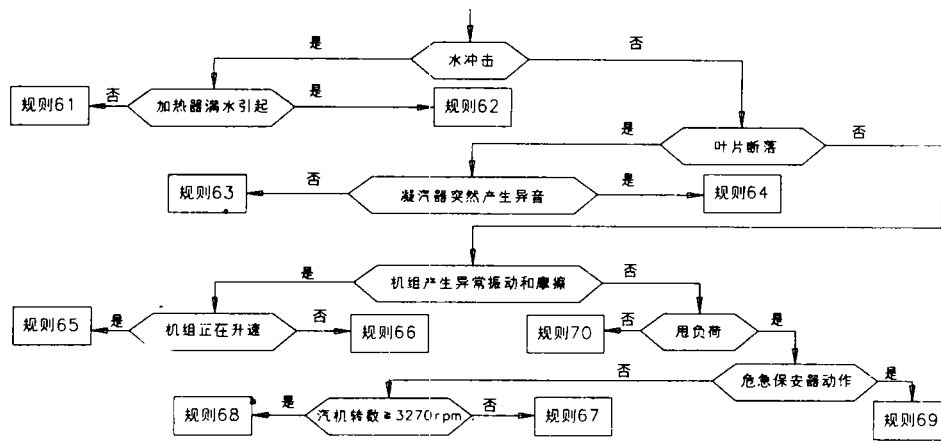 是
否
水冲击
规则61
否
加热器满水引起
是
规则62
是
叶片断落
否
规则63
否
凝汽器突然产生异音
是
规则64
是
机组产生异常振动和摩擦
否
规则65
是
机组正在升速
否
规则66
规则70
否
甩负荷
是
否
危急保安器动作
是
规则68
是
汽机转数≥3270rpm
否
规则67
规则69